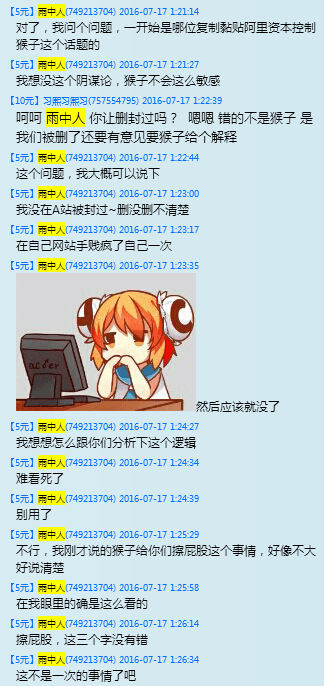 【5元】雨中人(749213704) 2016-07-17 1:21:14
对了，我问个问题，一开始是哪位复制黏贴阿里资本控制
猴子这个话题的
【5元】雨中人(749213704) 2016-07-17 1:21:27
我想没这个阴谋论，猴子不会这么敏感
【10元】习熙习熙习(757554795) 2016-07-17 1:22:39
呵呵 雨中人 你让删封过吗？ 嗯嗯 错的不是猴子 是
我们被删了还要有意见要猴子给个解释
【5元】雨中人(749213704) 2016-07-17 1:22:44
这个问题，我大概可以说下
【5元】雨中人(749213704) 2016-07-17 1:23:00
我没在A站被封过~删没删不清楚
【5元】雨中人(749213704) 2016-07-17 1:23:17
在自己网站手贱疯了自己一次
【5元】雨中人(749213704) 2016-07-17 1:23:35
acfer
然后应该就没了
【5元】雨中人(749213704) 2016-07-17 1:24:27
我想想怎么跟你们分析下这个逻辑
【5元】雨中人(749213704) 2016-07-17 1:24:34
难看死了
【5元】雨中人(749213704) 2016-07-17 1:24:39
别用了
【5元】雨中人(749213704) 2016-07-17 1:25:29
不行，我刚才说的猴子给你们擦屁股这个事情，好像不大
好说清楚
【5元】雨中人(749213704) 2016-07-17 1:25:58
在我眼里的确是这么看的
【5元】雨中人(749213704) 2016-07-17 1:26:14
擦屁股，这三个字没有错
【5元】雨中人(749213704) 2016-07-17 1:26:34
这不是一次的事情了吧